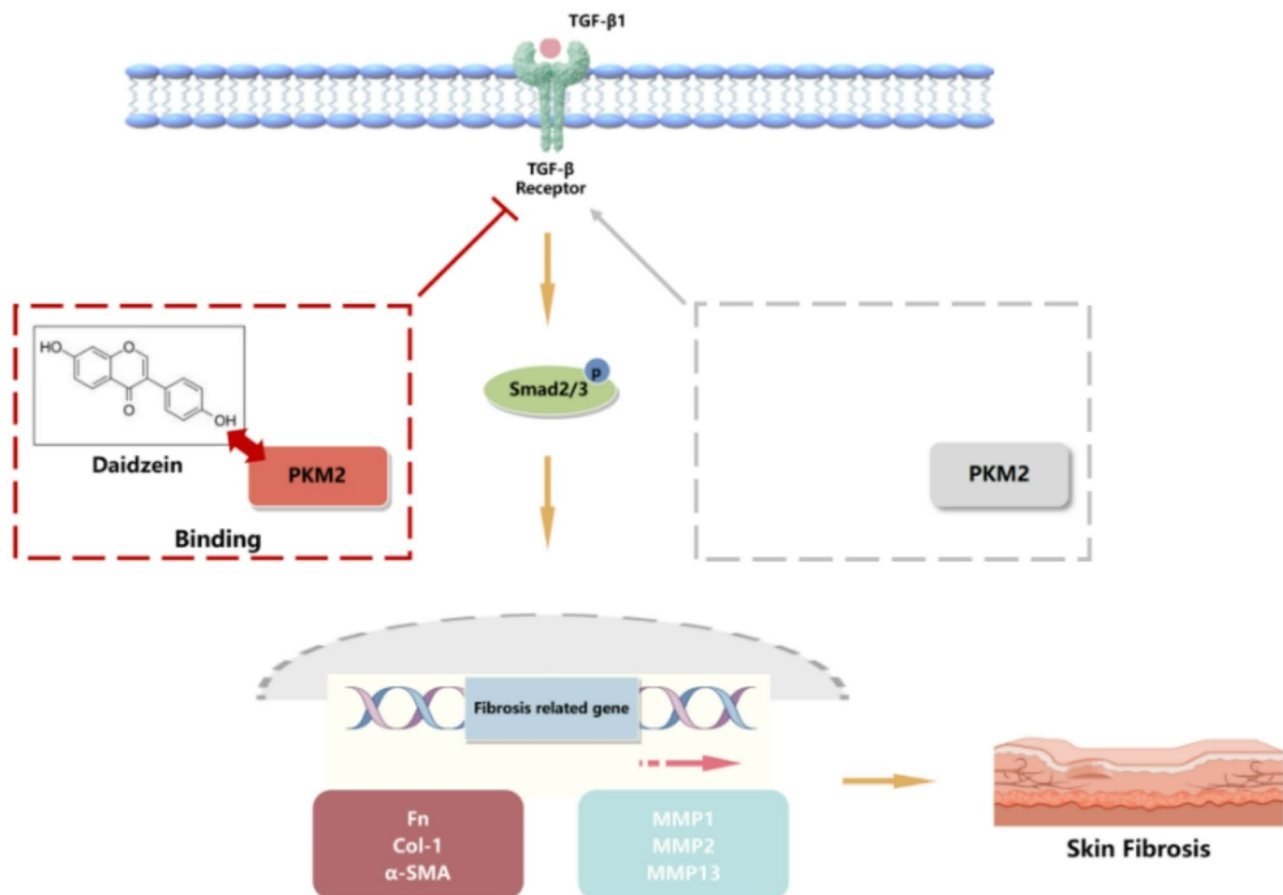 TGF-β1
TGF-β
Receptor
HO
O
O
OH
Daidzein
PKM2
Binding
Smad2/3
p
PKM2
Fibrosis related gene
Fn
Col-1
α-SMA
MMP1
MMP2
MMP13
Skin Fibrosis